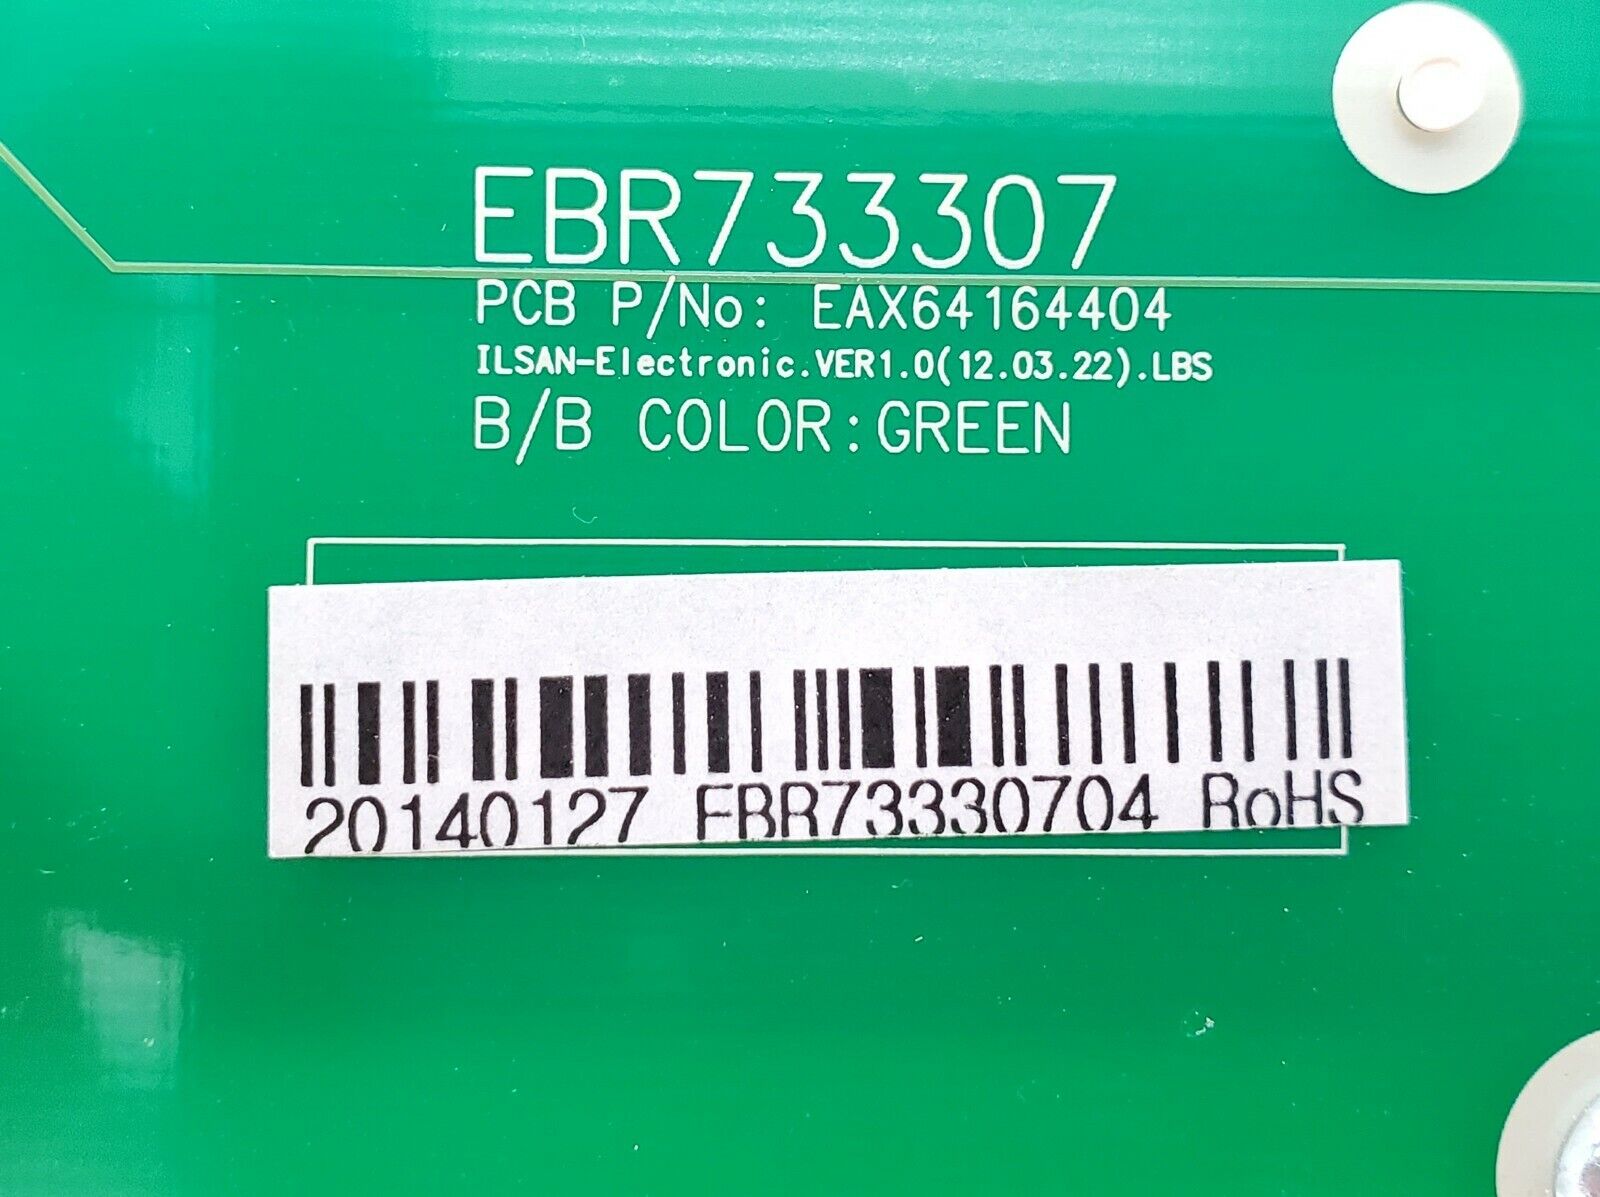 EBR733307
PCB P/No: EAX64164404
ILSAN-Electronic.VER1.0(12.03.22).LBS
B/B COLOR:GREEN
20140127 EBR73330704 RoHS